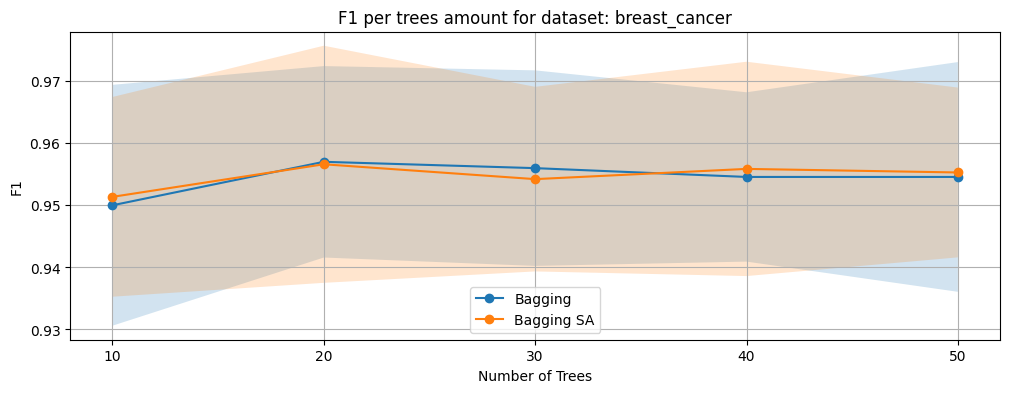 F1 per trees amount for dataset: breast_cancer
0.97
0.96
0.95
0.94
0.93
F1
Bagging
Bagging SA
10 20 30 40 50
Number of Trees